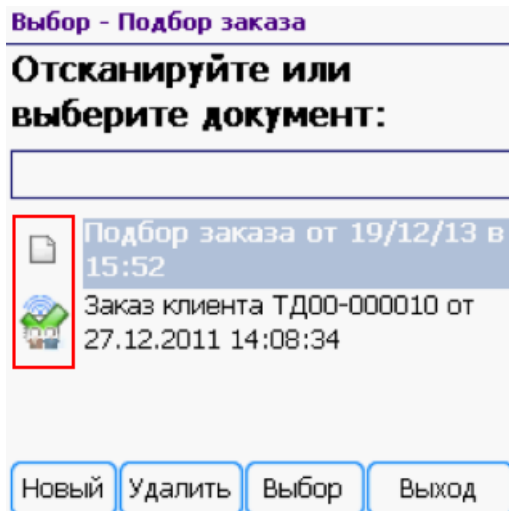 Выбор - Подбор заказа
Отсканируйте или
выберите документ:
Подбор заказа от 19/12/13 в
15:52
Заказ клиента ТД00-000010 от
27.12.2011 14:08:34
Новый Удалить Выбор Выход